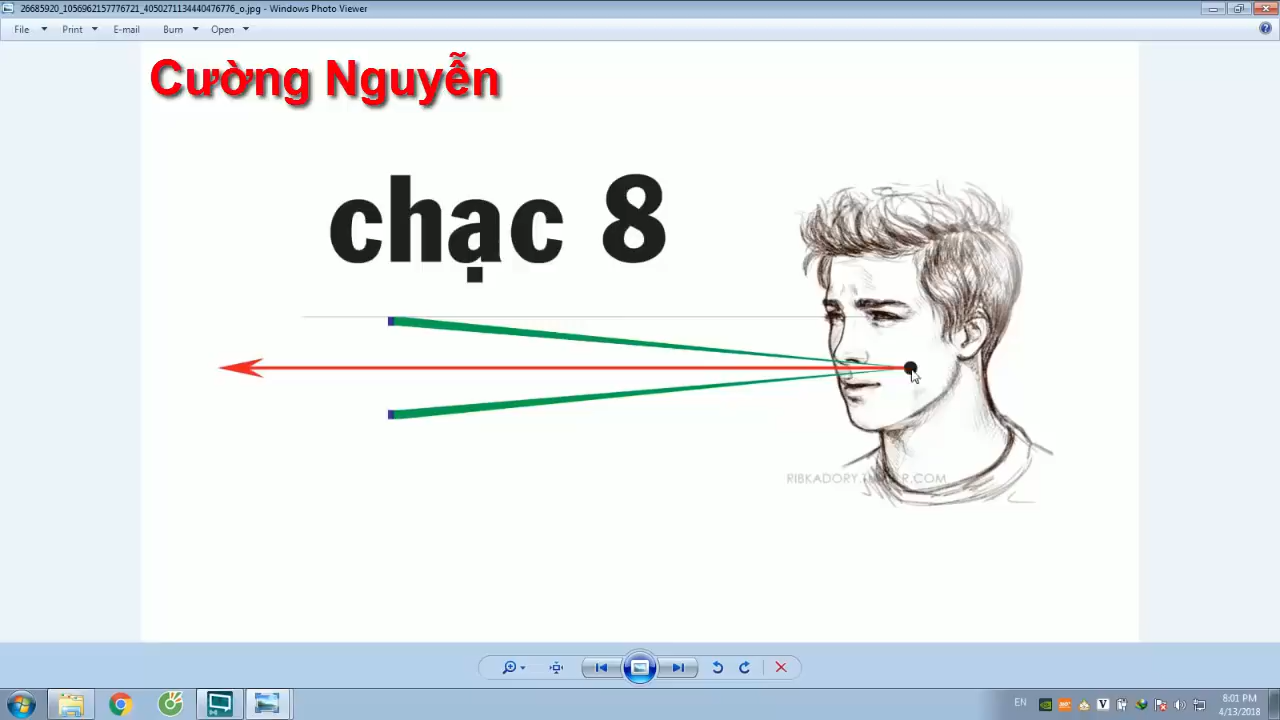 26685920_1056962157776721_4050271134440476776_o.jpg - Windows Photo Viewer
File Print E-mail Burn Open
Cường Nguyễn
chạc 8
EN
8:01 PM
4/13/2018